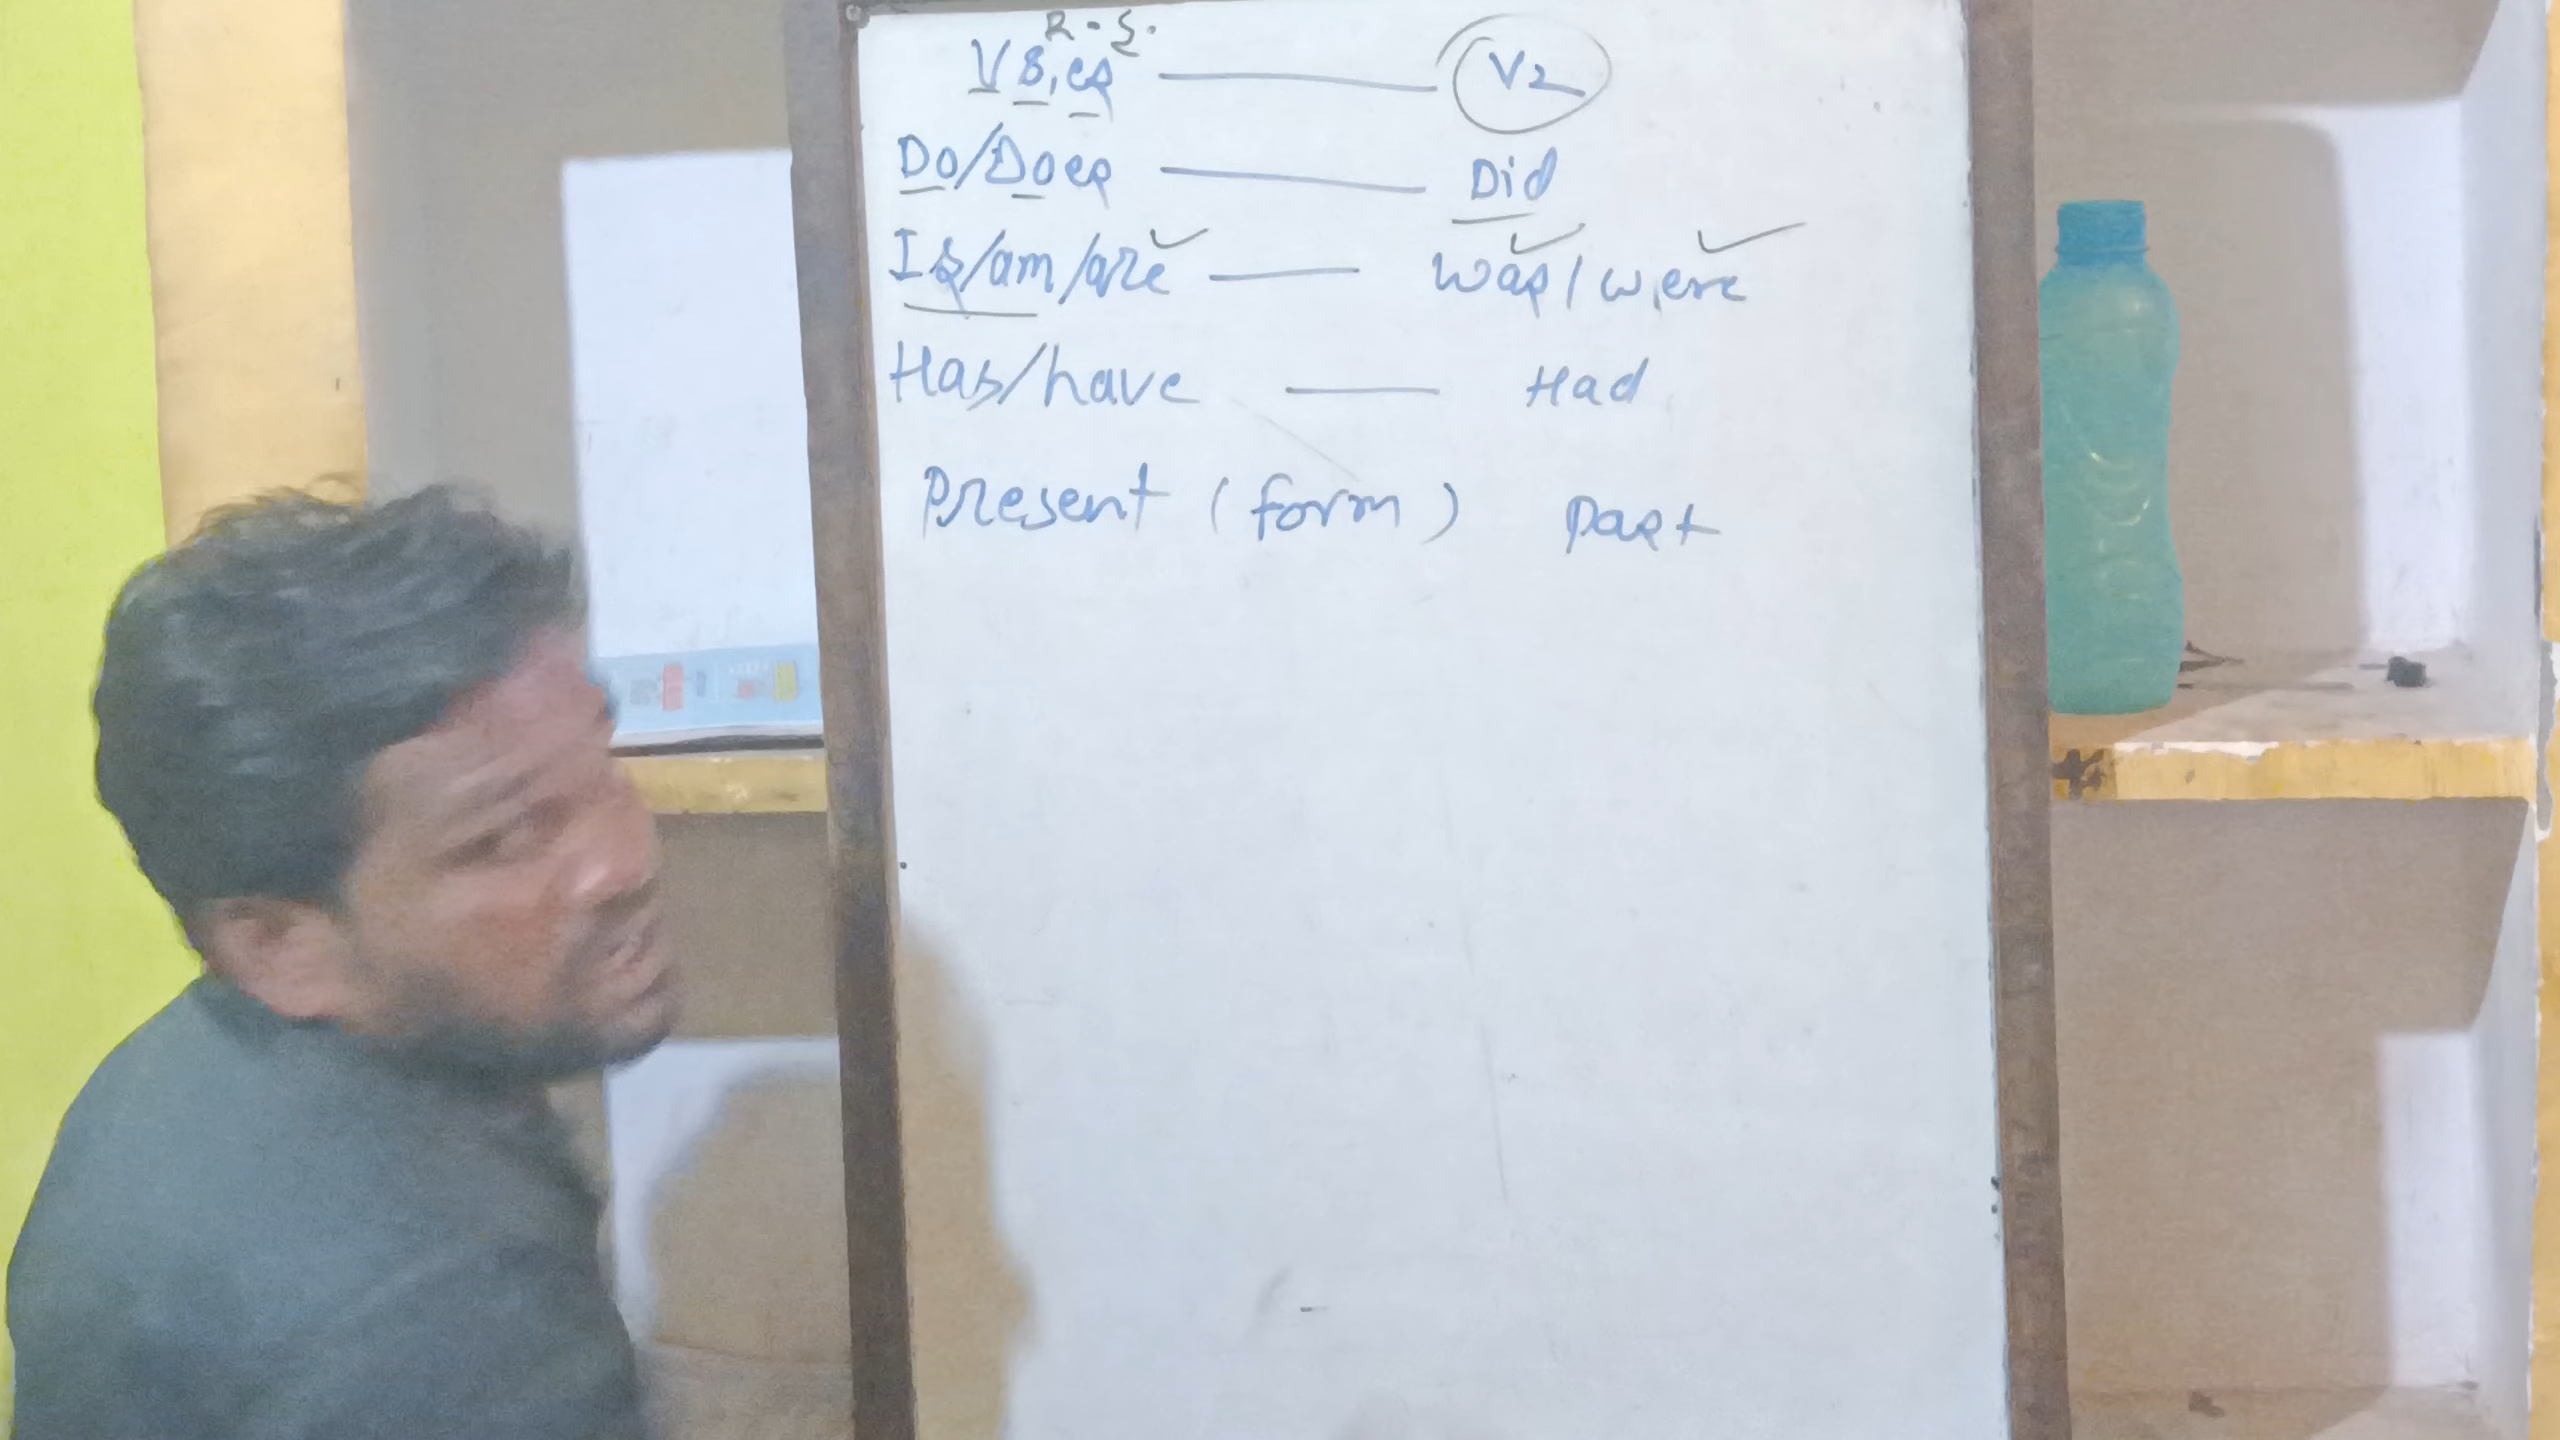 R.S.
V s, es — V2
Do/Does — Did
Is/am/are — was/were
Has/have — Had
Present (form) past